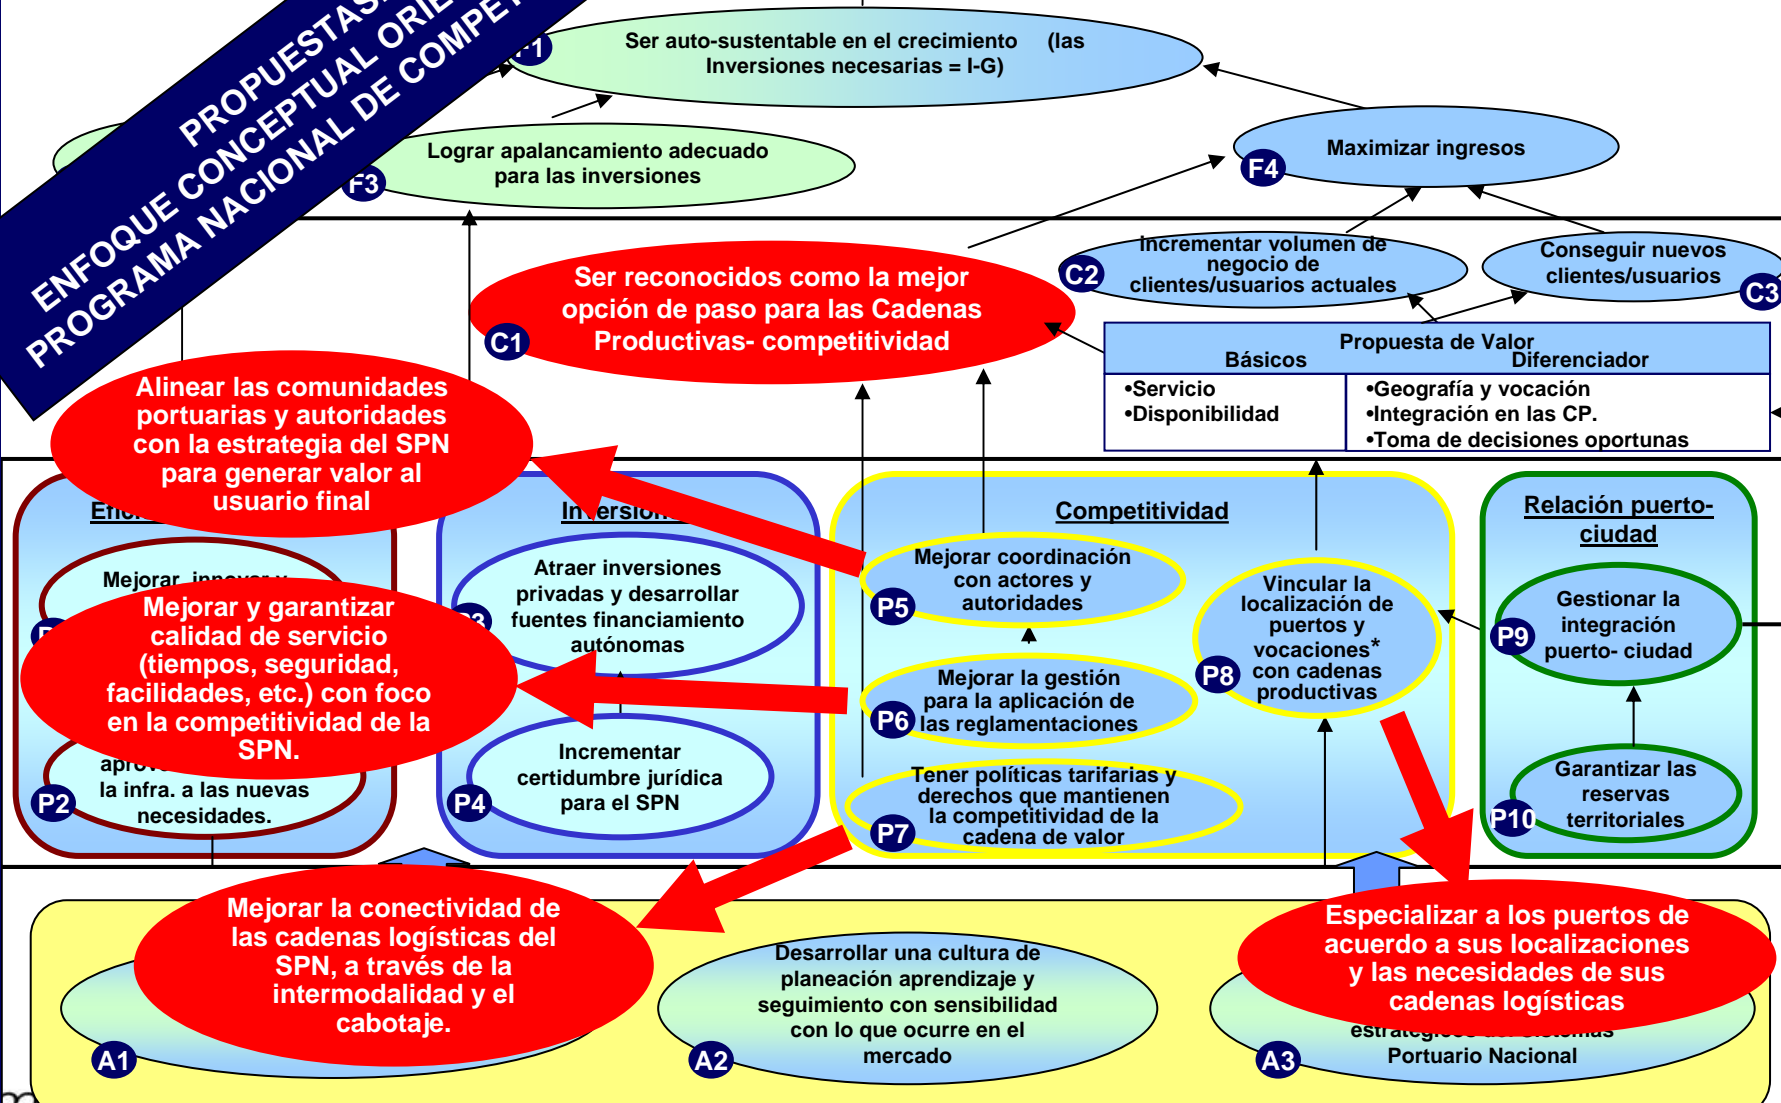 PROPUESTAS
ENFOQUE CONCEPTUAL
PROGRAMA NACIONAL DE
Ser auto-sustentable en el crecimiento (las
Inversiones necesarias = I-G)
F3
Lograr apalancamiento adecuado
para las inversiones
F4
Maximizar ingresos
C1
Ser reconocidos como la mejor
opción de paso para las Cadenas
Productivas- competitividad
C2
Incrementar volumen de
negocio de
clientes/usuarios actuales
Conseguir nuevos
clientes/usuarios
C3
Propuesta de Valor
Básicos
Diferenciador
•Servicio
•Disponibilidad
•Geografía y vocación
•Integración en las CP.
•Toma de decisiones oportunas
Alinear las comunidades
portuarias y autoridades
con la estrategia del SPN
para generar valor al
usuario final
Mejorar
Mejorar y garantizar
calidad de servicio
(tiempos, seguridad,
facilidades, etc.) con foco
en la competitividad de la
SPN.
P2
la infra. a las nuevas
necesidades.
Atraer inversiones
privadas y desarrollar
fuentes financiamiento
autónomas
P4
Incrementar
certidumbre jurídica
para el SPN
Competitividad
P5
Mejorar coordinación
con actores y
autoridades
P6
Mejorar la gestión
para la aplicación de
las reglamentaciones
P7
Tener políticas tarifarias y
derechos que mantienen
la competitividad de la
cadena de valor
P8
Vincular la
localización de
puertos y
vocaciones*
con cadenas
productivas
Relación puerto-
ciudad
P9
Gestionar la
integración
puerto- ciudad
P10
Garantizar las
reservas
territoriales
A1
Mejorar la conectividad de
las cadenas logísticas del
SPN, a través de la
intermodalidad y el
cabotaje.
A2
Desarrollar una cultura de
planeación aprendizaje y
seguimiento con sensibilidad
con lo que ocurre en el
mercado
A3
Especializar a los puertos de
acuerdo a sus localizaciones
y las necesidades de sus
cadenas logísticas
Portuario Nacional